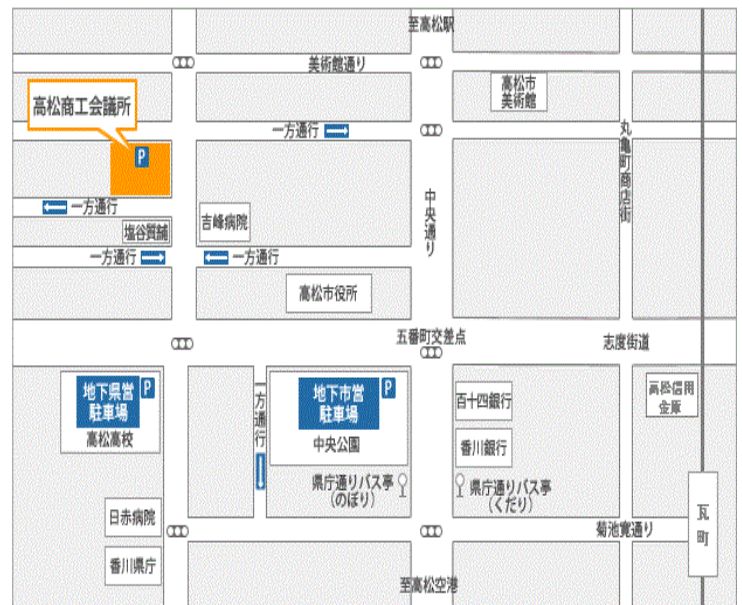 至高松駅
美術館通り
高松市
美術館
高松商工会議所
一方通行
P
丸亀町商店街
一方通行
中央通り
吉峰病院
塩谷質舗
一方通行
一方通行
高松市役所
五番町交差点
志度街道
地下県営
駐車場
P
高松高校
一方通行
地下市営
駐車場
P
中央公園
百十四銀行
高松信用
金庫
香川銀行
県庁通りバス亭
(のぼり)
県庁通りバス亭
(くだり)
日赤病院
瓦町
菊池寛通り
香川県庁
至高松空港